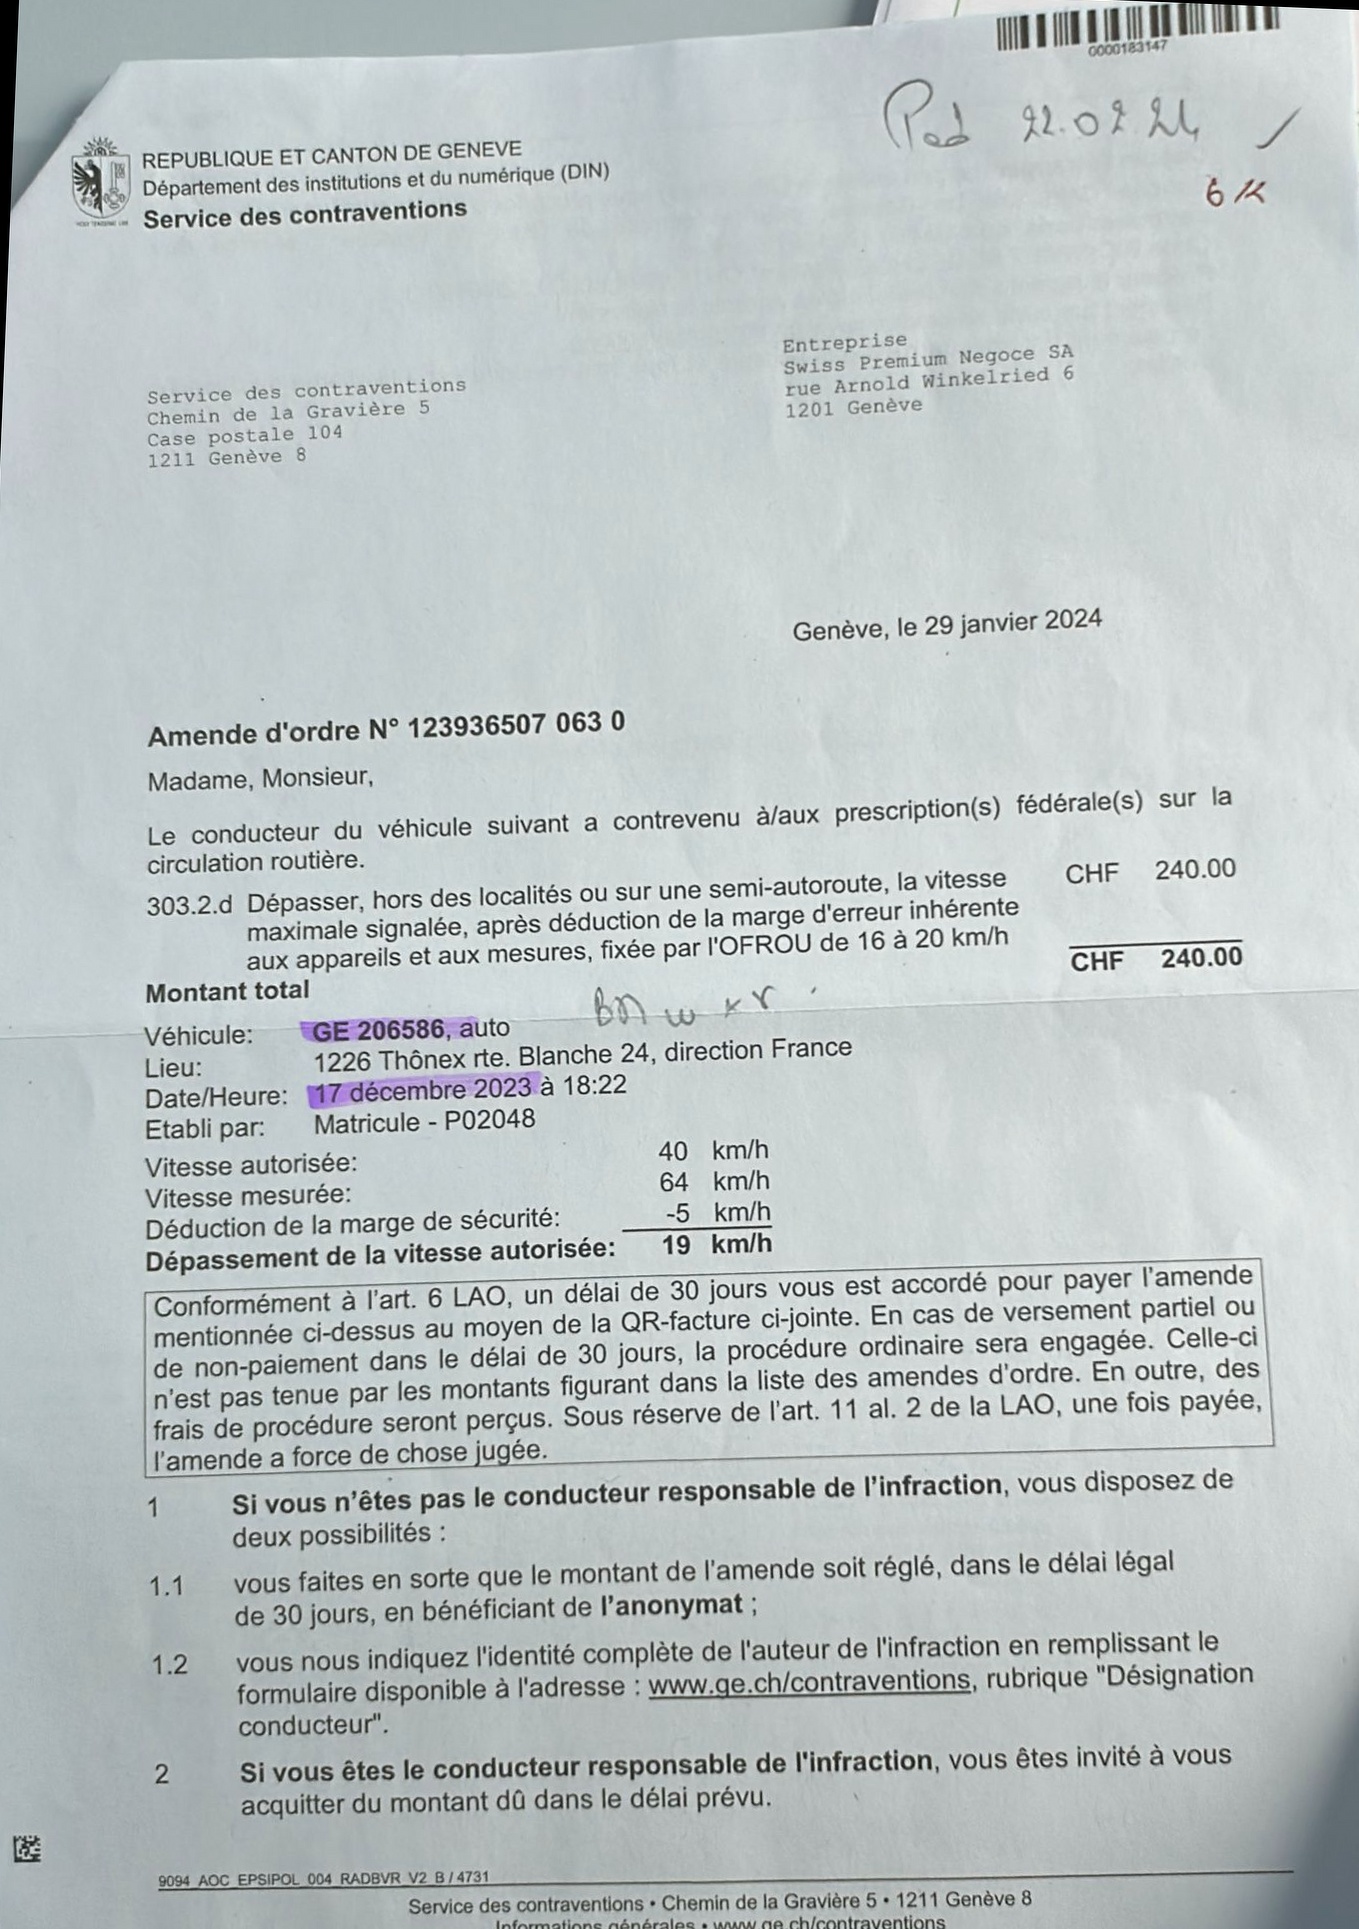 0000183147
Ped 22.02.24
REPUBLIQUE ET CANTON DE GENEVE
Département des institutions et du numérique (DIN)
Service des contraventions
Service des contraventions
Chemin de la Gravière 5
Case postale 104
1211 Genève 8
Entreprise
Swiss Premium Negoce SA
rue Arnold Winkelried 6
1201 Genève
Genève, le 29 janvier 2024
Amende d'ordre N° 123936507 063 0
Madame, Monsieur,
Le conducteur du véhicule suivant a contrevenu à/aux prescription(s) fédérale(s) sur la
circulation routière.
303.2.d Dépasser, hors des localités ou sur une semi-autoroute, la vitesse CHF 240.00
maximale signalée, après déduction de la marge d'erreur inhérente
aux appareils et aux mesures, fixée par l'OFROU de 16 à 20 km/h
Montant total CHF 240.00
BMW
Véhicule: GE 206586, auto
Lieu: 1226 Thônex rte. Blanche 24, direction France
Date/Heure: 17 décembre 2023 à 18:22
Etabli par: Matricule - P02048
Vitesse autorisée: 40 km/h
Vitesse mesurée: 64 km/h
Déduction de la marge de sécurité: -5 km/h
Dépassement de la vitesse autorisée: 19 km/h
Conformément à l'art. 6 LAO, un délai de 30 jours vous est accordé pour payer l'amende
mentionnée ci-dessus au moyen de la QR-facture ci-jointe. En cas de versement partiel ou
de non-paiement dans le délai de 30 jours, la procédure ordinaire sera engagée. Celle-ci
n'est pas tenue par les montants figurant dans la liste des amendes d'ordre. En outre, des
frais de procédure seront perçus. Sous réserve de l'art. 11 al. 2 de la LAO, une fois payée,
l'amende a force de chose jugée.
1 Si vous n'êtes pas le conducteur responsable de l'infraction, vous disposez de
deux possibilités :
1.1 vous faites en sorte que le montant de l'amende soit réglé, dans le délai légal
de 30 jours, en bénéficiant de l'anonymat ;
1.2 vous nous indiquez l'identité complète de l'auteur de l'infraction en remplissant le
formulaire disponible à l'adresse : www.ge.ch/contraventions, rubrique "Désignation
conducteur".
2 Si vous êtes le conducteur responsable de l'infraction, vous êtes invité à vous
acquitter du montant dû dans le délai prévu.
9094_AOC_EPSIPOL_004_RADBVR_V2_B / 4731
Service des contraventions • Chemin de la Gravière 5 • 1211 Genève 8
Informations générales • www.ge.ch/contraventions